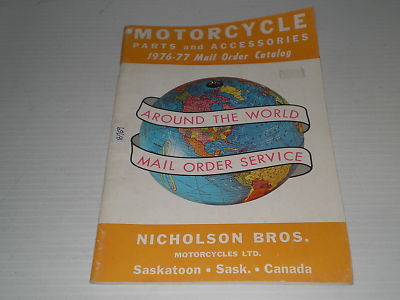 MOTORCYCLE
PARTS and ACCESSORIES
1976-77 Mail Order Catalog
AROUND THE WORLD
MAIL ORDER SERVICE
NICHOLSON BROS.
MOTORCYCLES LTD.
Saskatoon • Sask. • Canada